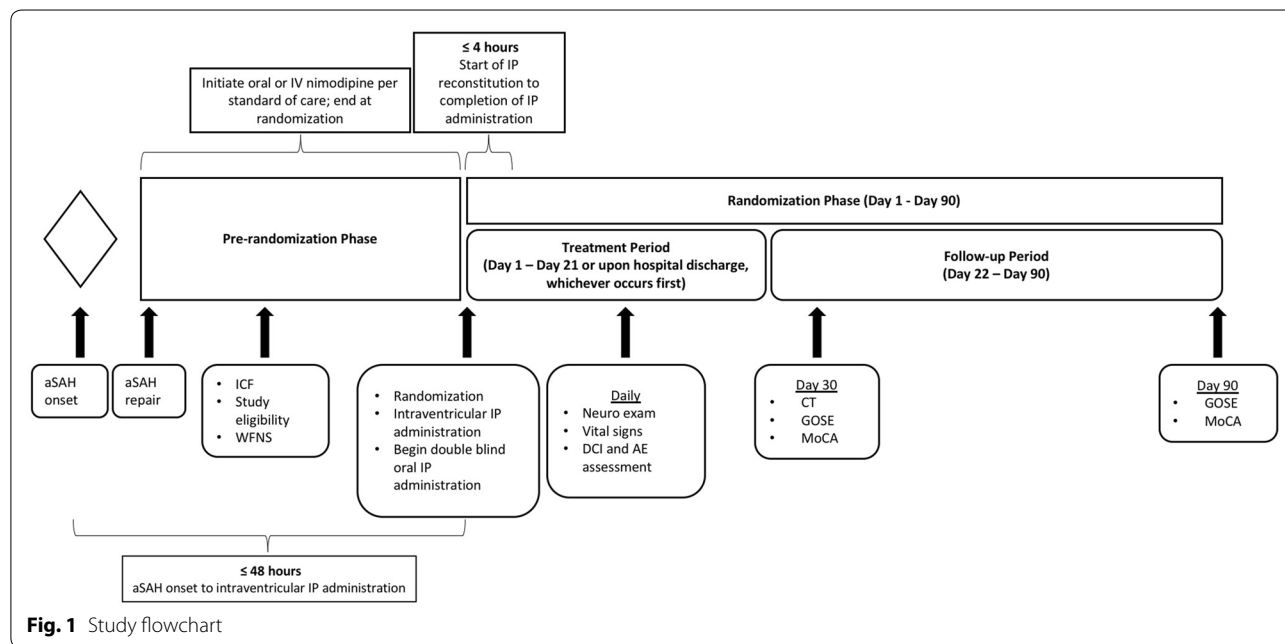 ≤ 4 hours
Start of IP
reconstitution to
completion of IP
administration
Initiate oral or IV nimodipine per
standard of care; end at
randomization
Randomization Phase (Day 1 - Day 90)
Pre-randomization Phase
Treatment Period
(Day 1 – Day 21 or upon hospital discharge,
whichever occurs first)
Follow-up Period
(Day 22 – Day 90)
aSAH
onset
aSAH
repair
• ICF
• Study
eligibility
• WFNS
• Randomization
• Intraventricular IP
administration
• Begin double blind
oral IP
administration
Daily
• Neuro exam
• Vital signs
• DCI and AE
assessment
Day 30
• CT
• GOSE
• MoCA
Day 90
• GOSE
• MoCA
≤ 48 hours
aSAH onset to intraventricular IP administration
Fig. 1 Study flowchart